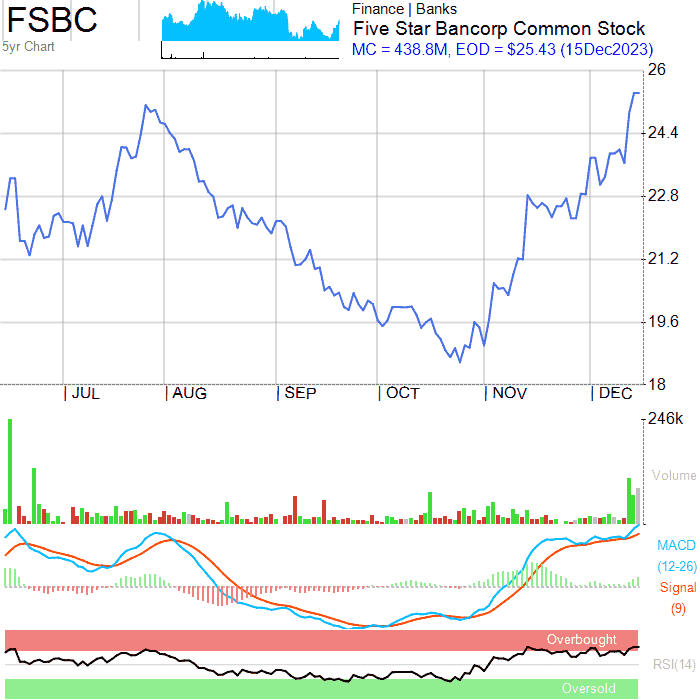 FSBC
5yr Chart
Finance | Banks
Five Star Bancorp Common Stock
MC = 438.8M, EOD = $25.43 (15Dec2023)
26
24.4
22.8
21.2
19.6
18
| JUL | AUG | SEP | OCT | NOV | DEC
246k
Volume
MACD
(12-26)
Signal
(9)
Overbought
RSI(14)
Oversold